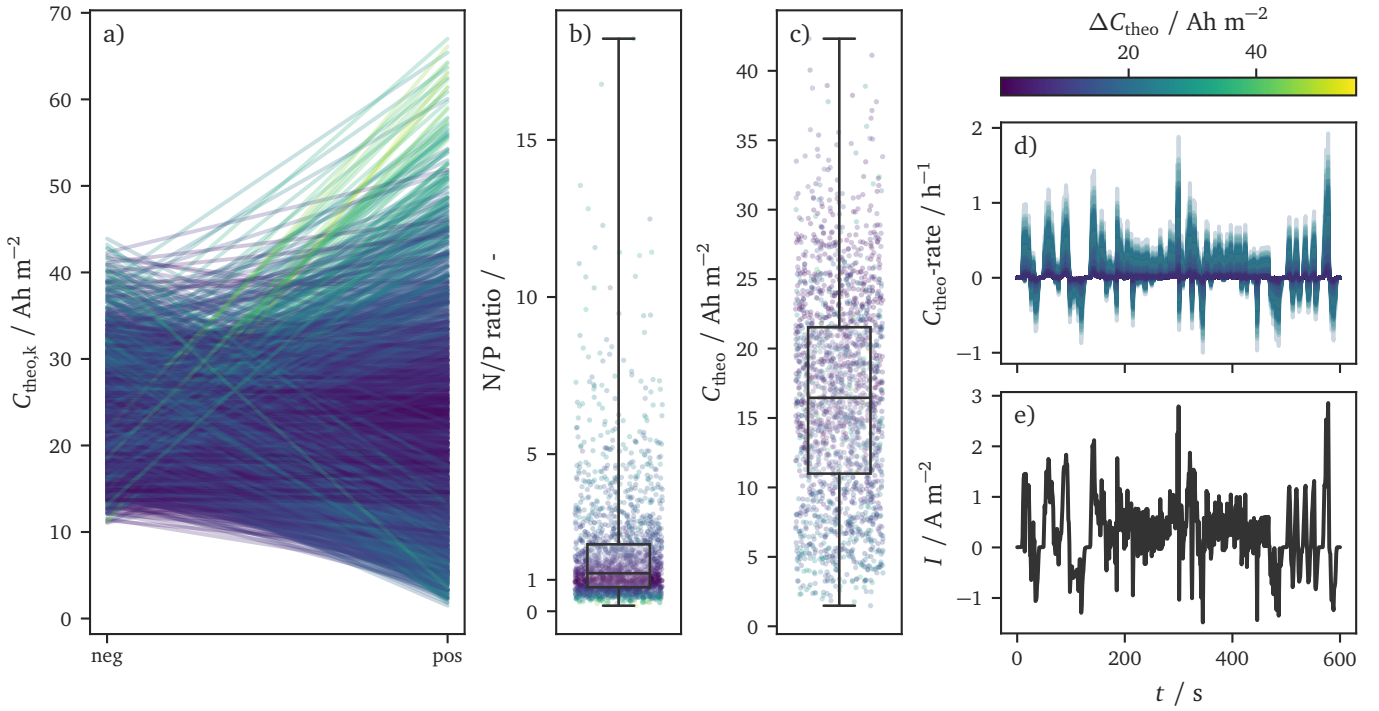 a)
C_theo,k / Ah m⁻²
70
60
50
40
30
20
10
0
neg
pos
b)
N/P ratio / -
15
10
5
1
0
c)
C_theo / Ah m⁻²
40
35
30
25
20
15
10
5
0
ΔC_theo / Ah m⁻²
20
40
d)
C_theo-rate / h⁻¹
2
1
0
−1
e)
I / A m⁻²
3
2
1
0
−1
0
200
400
600
t / s